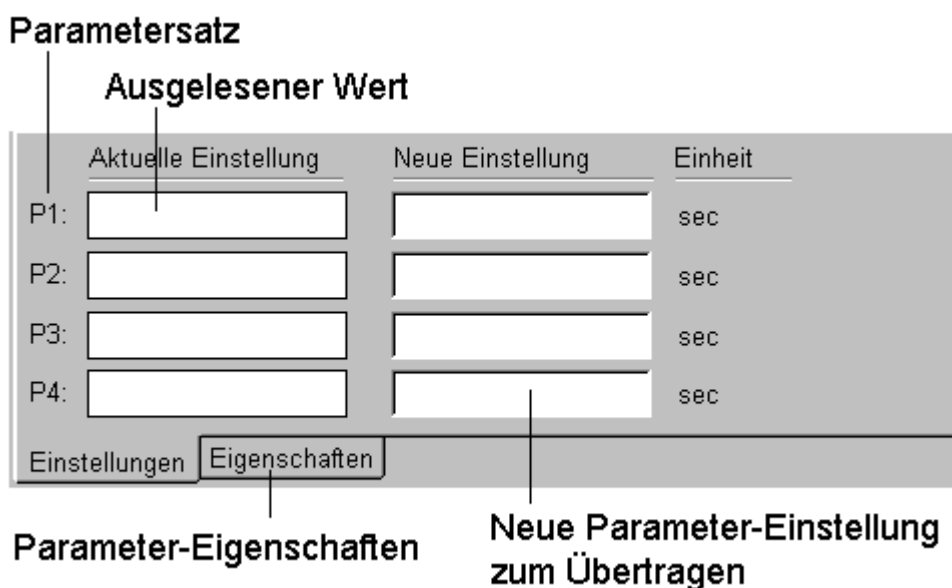 Parametersatz
Ausgelesener Wert
Aktuelle Einstellung Neue Einstellung Einheit
P1: sec
P2: sec
P3: sec
P4: sec
Einstellungen Eigenschaften
Parameter-Eigenschaften
Neue Parameter-Einstellung
zum Übertragen